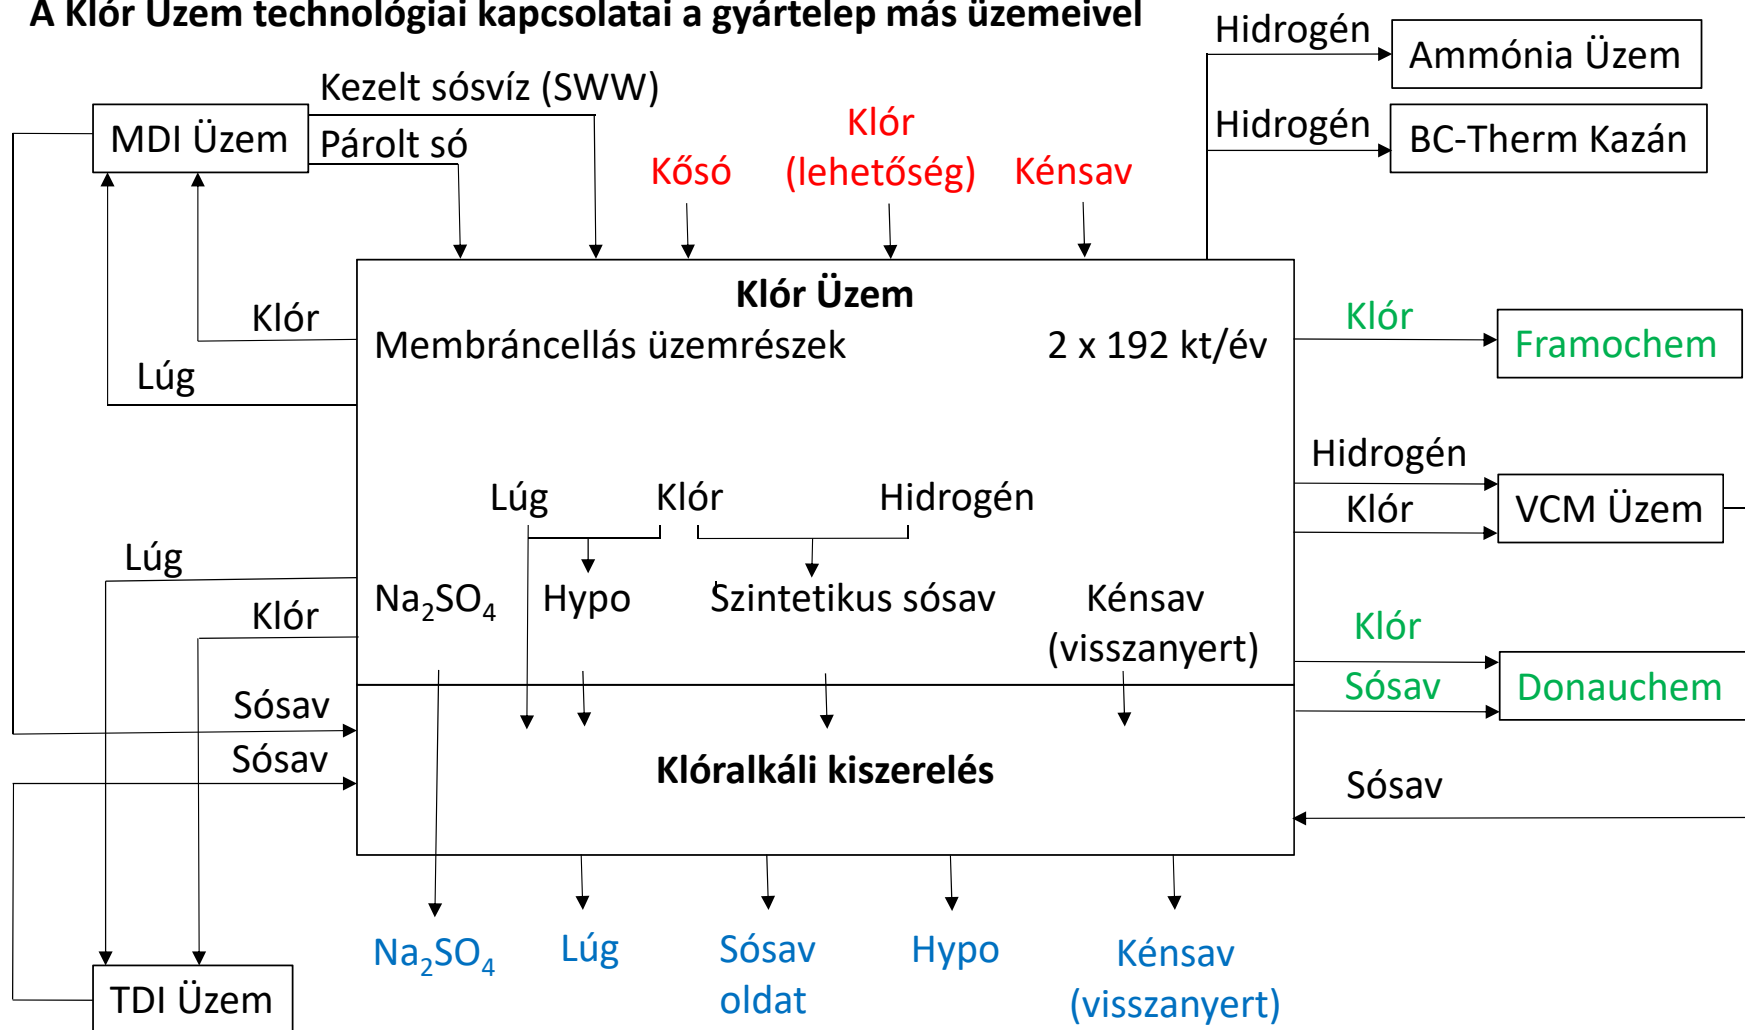 A Klór Üzem technológiai kapcsolatai a gyártelep más üzemeivel
Hidrogén
Ammónia Üzem
Kezelt sósvíz (SWW)
MDI Üzem
Párolt só
Klór
(lehetőség)
Kősó
Kénsav
Hidrogén
BC-Therm Kazán
Klór Üzem
Membráncellás üzemrészek 2 x 192 kt/év
Klór
Lúg
Klór
Framochem
Hidrogén
Klór
VCM Üzem
Lúg
Klór
Hidrogén
Lúg
Klór
Na₂SO₄
Hypo
Szintetikus sósav
Kénsav
(visszanyert)
Klór
Sósav
Donauchem
Sósav
Sósav
Klóralkáli kiszerelés
Sósav
Na₂SO₄
Lúg
Sósav
oldat
Hypo
Kénsav
(visszanyert)
TDI Üzem